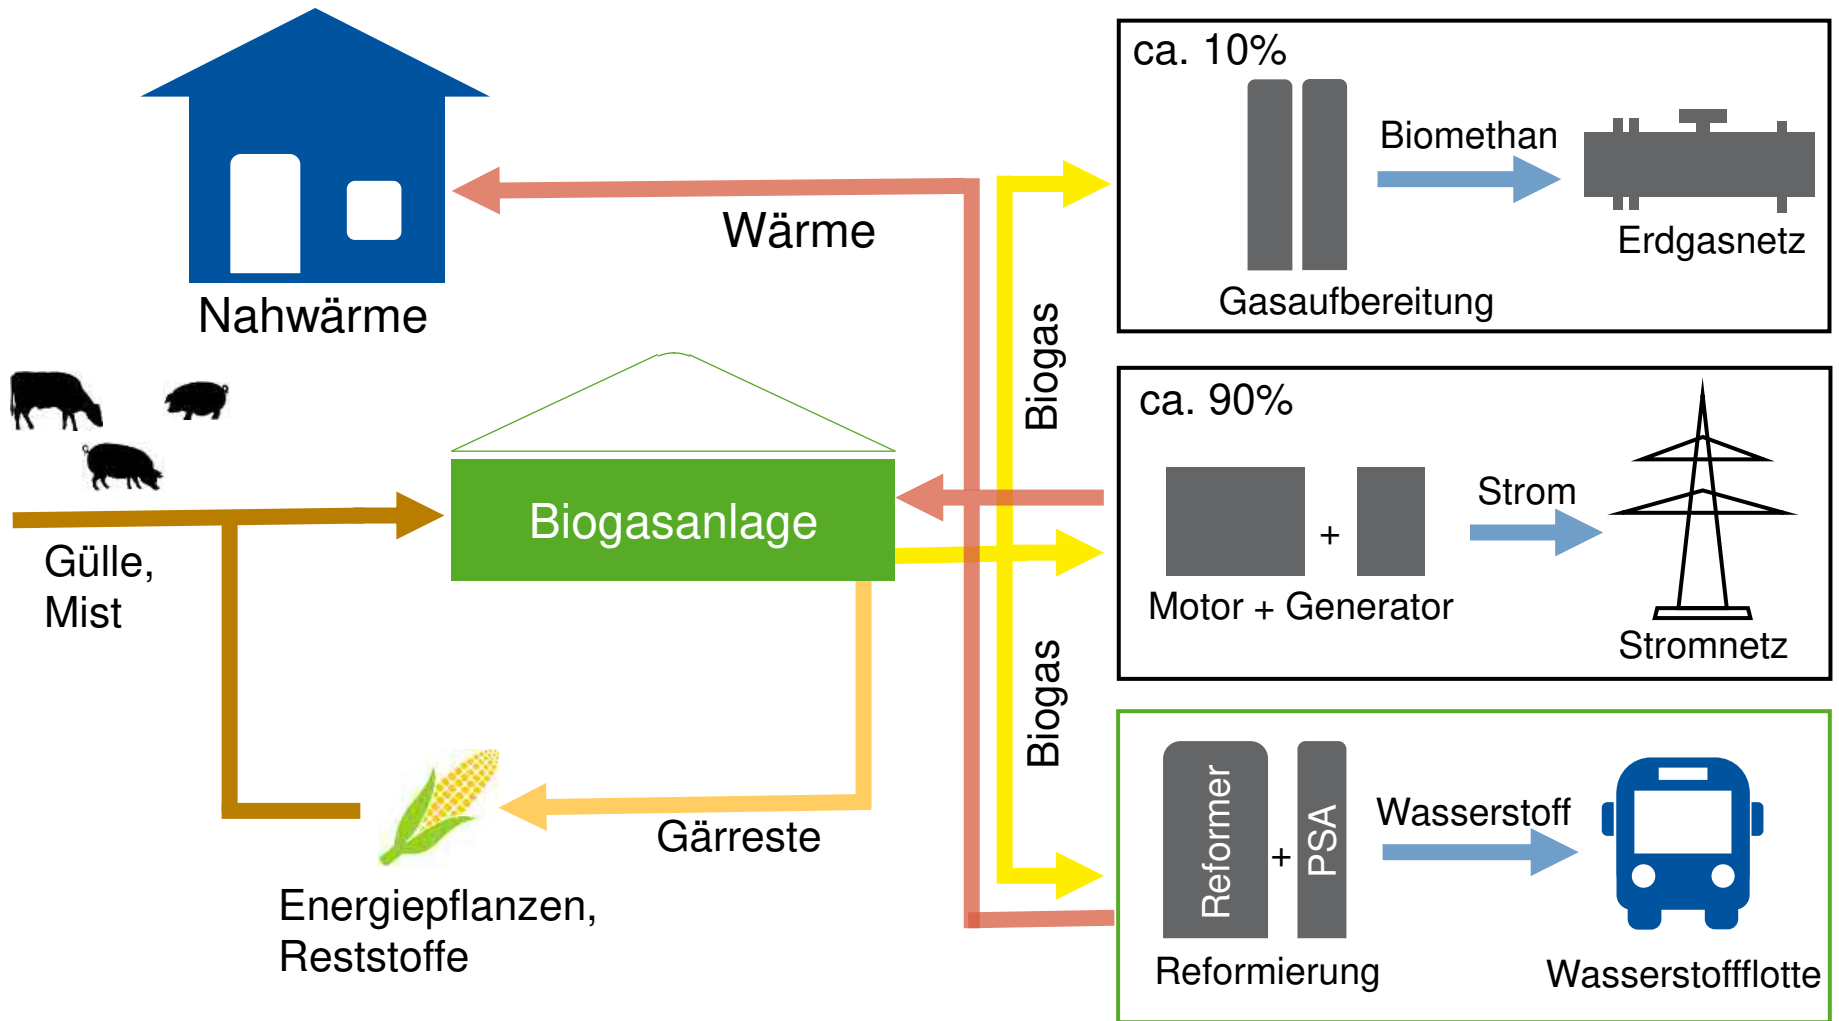 ca. 10%
Biomethan
Erdgasnetz
Gasaufbereitung
Wärme
Nahwärme
Biogas
ca. 90%
Strom
+
Motor + Generator
Stromnetz
Biogasanlage
Gülle,
Mist
Biogas
Gärreste
Energiepflanzen,
Reststoffe
Reformer
+
PSA
Wasserstoff
Reformierung
Wasserstoffflotte